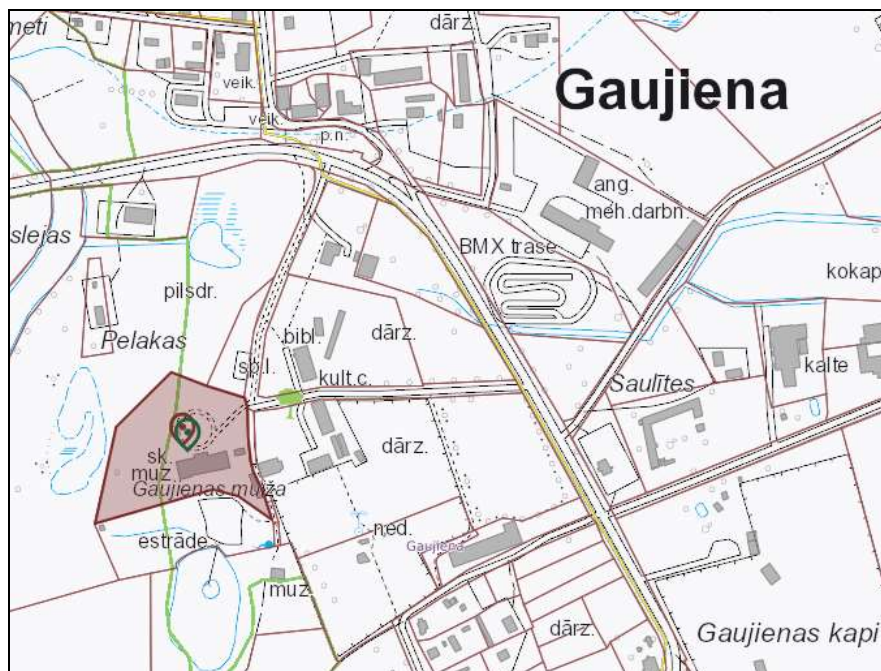 meti
dārz.
veik.
Gaujiena
veik.
p.n.
ang.
meh.darbn.
slejas
BMX trase
kokap
pilsdr.
Pelakas
bibl.
dārz.
sp.l.
kult.c.
kalte
Saulītes
dārz.
sk.
muz.
Gaujienas muiža
estrāde
ned.
Gaujiena
muz.
dārz.
Gaujienas kapi